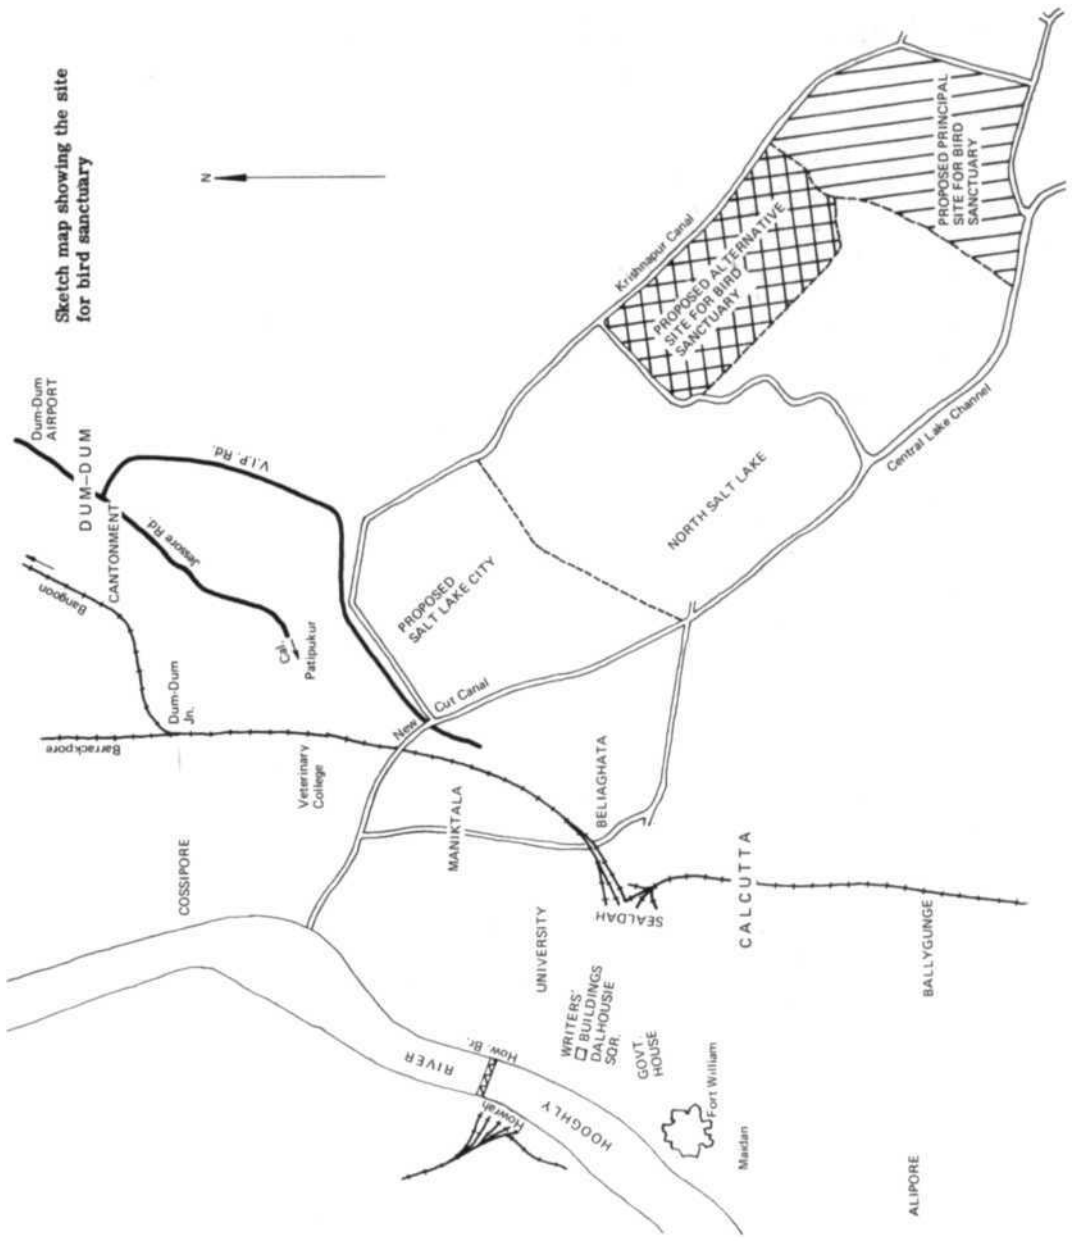 Sketch map showing the site
for bird sanctuary
N
Dum-Dum
AIRPORT
DUM-DUM
CANTONMENT
V.I.P. Rd.
Jessore Rd.
Bangoon
Cal.
Patipukur
Dum-Dum
Jn.
Barrackpore
Veterinary
College
COSSIPORE
New Cut Canal
PROPOSED
SALT LAKE CITY
Krishnapur Canal
PROPOSED ALTERNATIVE
SITE FOR BIRD
SANCTUARY
PROPOSED PRINCIPAL
SITE FOR BIRD
SANCTUARY
NORTH SALT LAKE
Central Lake Channel
MANIKTALA
BELIAGHATA
UNIVERSITY
SEALDAH
CALCUTTA
BALLYGUNGE
WRITERS'
BUILDINGS
DALHOUSIE
SQR.
GOVT.
HOUSE
How. Br.
Howrah
RIVER
HOOGHLY
Fort William
Maidan
ALIPORE